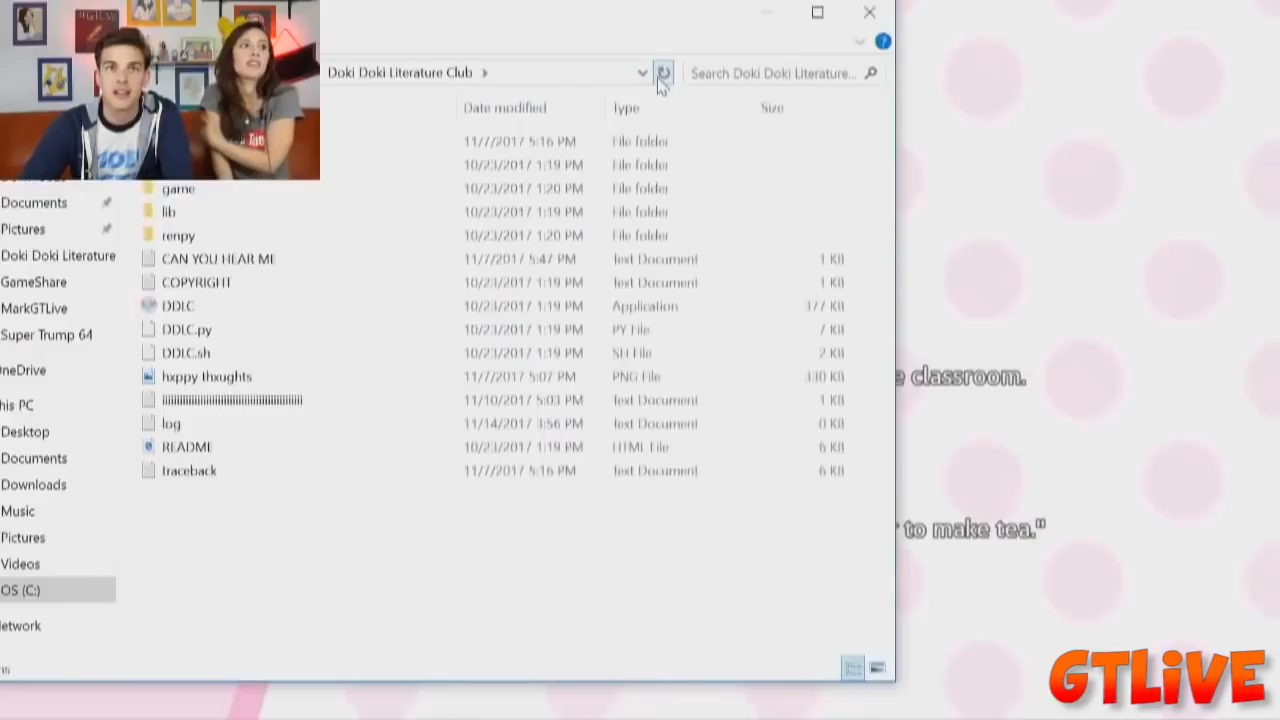 #GTLIVE
Doki Doki Literature Club >
Search Doki Doki Literature...
Date modified Type Size
11/7/2017 5:16 PM File folder
10/23/2017 1:19 PM File folder
game 10/23/2017 1:20 PM File folder
Documents
lib 10/23/2017 1:19 PM File folder
Pictures
renpy 10/23/2017 1:20 PM File folder
Doki Doki Literature
CAN YOU HEAR ME 11/7/2017 5:47 PM Text Document 1 KB
GameShare
COPYRIGHT 10/23/2017 1:19 PM Text Document 1 KB
MarkGTLive
DDLC 10/23/2017 1:19 PM Application 377 KB
Super Trump 64
DDLC.py 10/23/2017 1:19 PM PY File 7 KB
DDLC.sh 10/23/2017 1:19 PM SH File 2 KB
neDrive
hxppy thxughts 11/7/2017 5:07 PM PNG File 330 KB
his PC
11/10/2017 5:03 PM Text Document 1 KB
Desktop
log 11/14/2017 3:56 PM Text Document 0 KB
Documents
README 10/23/2017 1:19 PM HTML File 6 KB
Downloads
traceback 11/7/2017 5:16 PM Text Document 6 KB
Music
Pictures
Videos
OS (C:)
etwork
e classroom.
to make tea."
GTLIVE